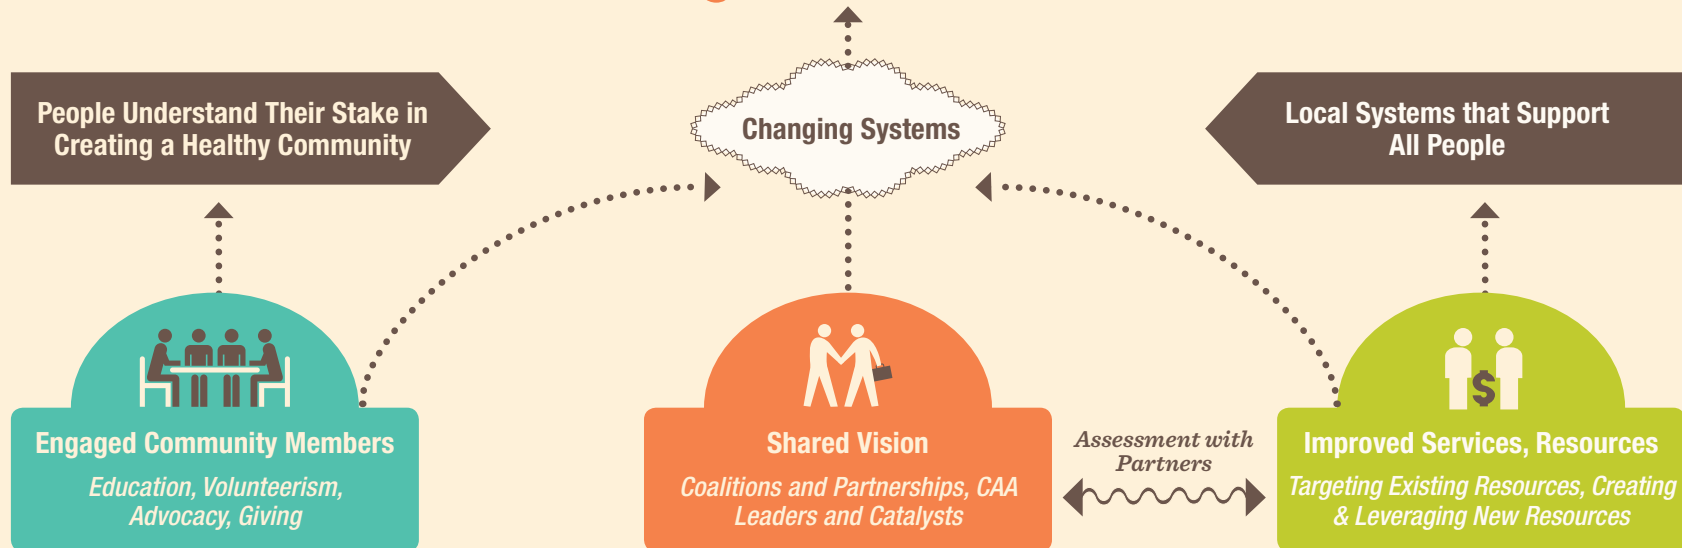 People Understand Their Stake in
Creating a Healthy Community
Changing Systems
Local Systems that Support
All People
Engaged Community Members
Education, Volunteerism,
Advocacy, Giving
Shared Vision
Coalitions and Partnerships, CAA
Leaders and Catalysts
Assessment with
Partners
$
Improved Services, Resources
Targeting Existing Resources, Creating
& Leveraging New Resources